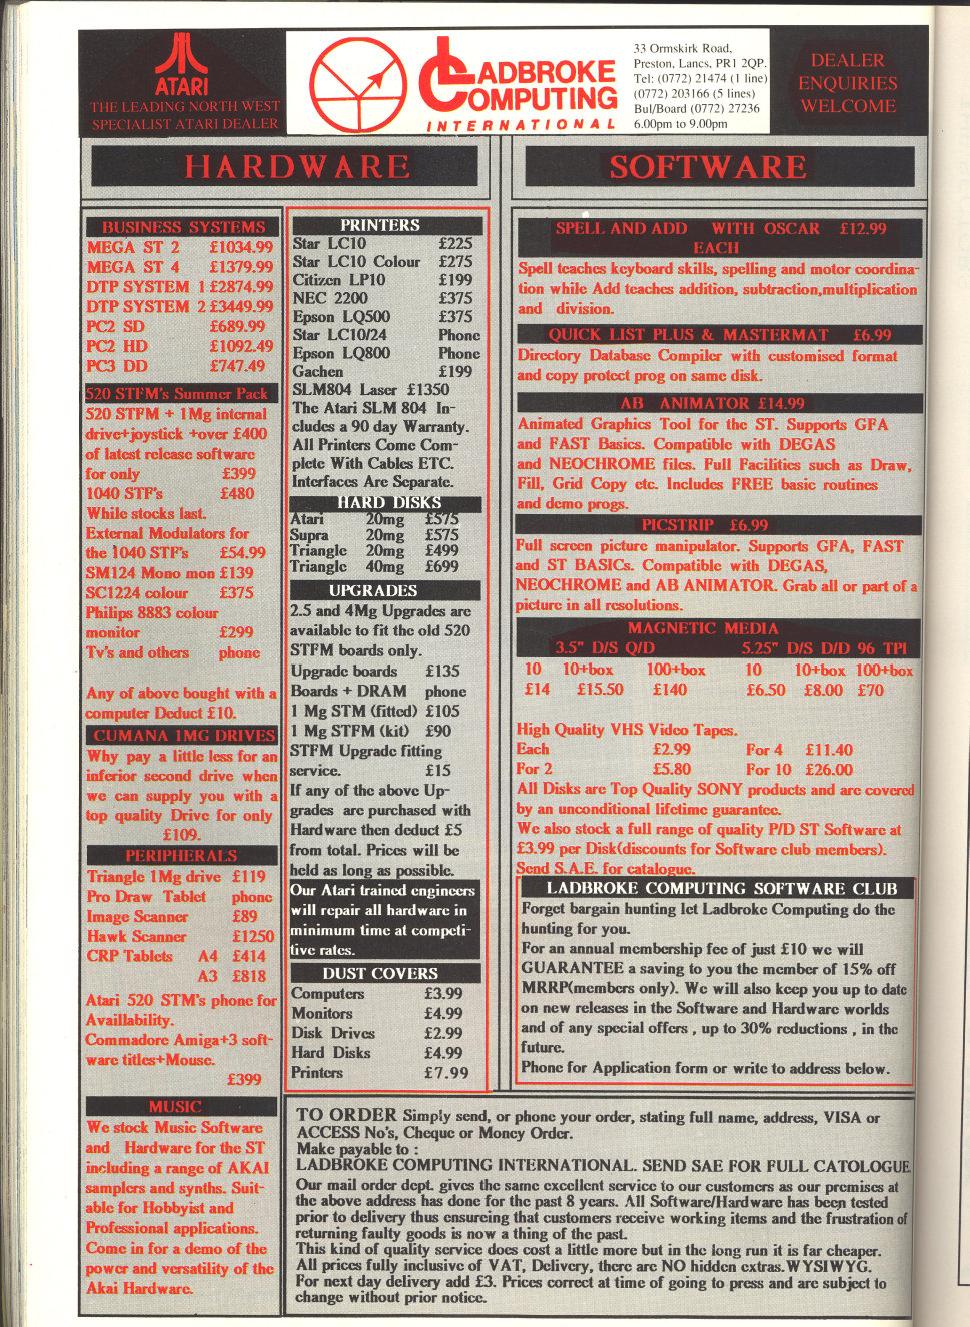 ATARI
THE LEADING NORTH WEST
SPECIALIST ATARI DEALER
LADBROKE
COMPUTING
INTERNATIONAL
33 Ormskirk Road,
Preston, Lancs, PR1 2QP.
Tel: (0772) 21474 (1 line)
(0772) 203166 (5 lines)
Bul/Board (0772) 27236
6.00pm to 9.00pm
DEALER
ENQUIRIES
WELCOME
HARDWARE
BUSINESS SYSTEMS
MEGA ST 2 £1034.99
MEGA ST 4 £1379.99
DTP SYSTEM 1 £2874.99
DTP SYSTEM 2 £3449.99
PC2 SD £689.99
PC2 HD £1092.49
PC3 DD £747.49
520 STFM's Summer Pack
520 STFM + 1Mg internal
drive+joystick +over £400
of latest release software
for only £399
1040 STF's £480
While stocks last.
External Modulators for
the 1040 STF's £54.99
SM124 Mono mon £139
SC1224 colour £375
Philips 8883 colour
monitor £299
Tv's and others phone
Any of above bought with a
computer Deduct £10.
CUMANA 1MG DRIVES
Why pay a little less for an
inferior second drive when
we can supply you with a
top quality Drive for only
£109.
PERIPHERALS
Triangle 1Mg drive £119
Pro Draw Tablet phone
Image Scanner £89
Hawk Scanner £1250
CRP Tablets A4 £414
A3 £818
Atari 520 STM's phone for
Availlability.
Commadore Amiga+3 soft-
ware titles+Mouse.
£399
MUSIC
We stock Music Software
and Hardware for the ST
including a range of AKAI
samplers and synths. Suit-
able for Hobbyist and
Professional applications.
Come in for a demo of the
power and versatility of the
Akai Hardware.
PRINTERS
Star LC10 £225
Star LC10 Colour £275
Citizen LP10 £199
NEC 2200 £375
Epson LQ500 £375
Star LC10/24 Phone
Epson LQ800 Phone
Gachen £199
SLM804 Laser £1350
The Atari SLM 804 In-
cludes a 90 day Warranty.
All Printers Come Com-
plete With Cables ETC.
Interfaces Are Separate.
HARD DISKS
Atari 20mg £575
Supra 20mg £575
Triangle 20mg £499
Triangle 40mg £699
UPGRADES
2.5 and 4Mg Upgrades are
available to fit the old 520
STFM boards only.
Upgrade boards £135
Boards + DRAM phone
1 Mg STM (fitted) £105
1 Mg STFM (kit) £90
STFM Upgrade fitting
service. £15
If any of the above Up-
grades are purchased with
Hardware then deduct £5
from total. Prices will be
held as long as possible.
Our Atari trained engineers
will repair all hardware in
minimum time at competi-
tive rates.
DUST COVERS
Computers £3.99
Monitors £4.99
Disk Drives £2.99
Hard Disks £4.99
Printers £7.99
SOFTWARE
SPELL AND ADD WITH OSCAR £12.99
EACH
Spell teaches keyboard skills, spelling and motor coordina-
tion while Add teaches addition, subtraction,multiplication
and division.
QUICK LIST PLUS & MASTERMAT £6.99
Directory Database Compiler with customised format
and copy protect prog on same disk.
AB ANIMATOR £14.99
Animated Graphics Tool for the ST. Supports GFA
and FAST Basics. Compatible with DEGAS
and NEOCHROME files. Full Facilities such as Draw,
Fill, Grid Copy etc. Includes FREE basic routines
and demo progs.
PICSTRIP £6.99
Full screen picture manipulator. Supports GFA, FAST
and ST BASICs. Compatible with DEGAS,
NEOCHROME and AB ANIMATOR. Grab all or part of a
picture in all resolutions.
MAGNETIC MEDIA
3.5" D/S Q/D 5.25" D/S D/D 96 TPI
10 10+box 100+box 10 10+box 100+box
£14 £15.50 £140 £6.50 £8.00 £70
High Quality VHS Video Tapes.
Each £2.99 For 4 £11.40
For 2 £5.80 For 10 £26.00
All Disks are Top Quality SONY products and are covered
by an unconditional lifetime guarantee.
We also stock a full range of quality P/D ST Software at
£3.99 per Disk(discounts for Software club members).
Send S.A.E. for catalogue.
LADBROKE COMPUTING SOFTWARE CLUB
Forget bargain hunting let Ladbroke Computing do the
hunting for you.
For an annual membership fee of just £10 we will
GUARANTEE a saving to you the member of 15% off
MRRP(members only). We will also keep you up to date
on new releases in the Software and Hardware worlds
and of any special offers , up to 30% reductions , in the
future.
Phone for Application form or write to address below.
TO ORDER Simply send, or phone your order, stating full name, address, VISA or
ACCESS No's, Cheque or Money Order.
Make payable to :
LADBROKE COMPUTING INTERNATIONAL. SEND SAE FOR FULL CATOLOGUE
Our mail order dept. gives the same excellent service to our customers as our premises at
the above address has done for the past 8 years. All Software/Hardware has been tested
prior to delivery thus ensureing that customers receive working items and the frustration of
returning faulty goods is now a thing of the past.
This kind of quality service does cost a little more but in the long run it is far cheaper.
All prices fully inclusive of VAT, Delivery, there are NO hidden extras. WYSIWYG.
For next day delivery add £3. Prices correct at time of going to press and are subject to
change without prior notice.